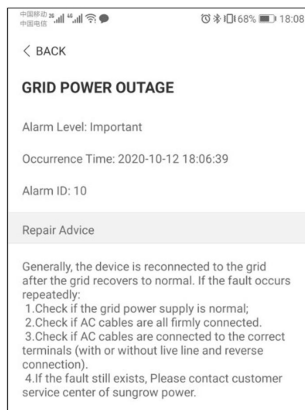 中国移动 26 46 68% 18:08
中国电信
< BACK
GRID POWER OUTAGE
Alarm Level: Important
Occurrence Time: 2020-10-12 18:06:39
Alarm ID: 10
Repair Advice
Generally, the device is reconnected to the grid
after the grid recovers to normal. If the fault occurs
repeatedly:
1.Check if the grid power supply is normal;
2.Check if AC cables are all firmly connected.
3.Check if AC cables are connected to the correct
terminals (with or without live line and reverse
connection).
4.If the fault still exists, Please contact customer
service center of sungrow power.